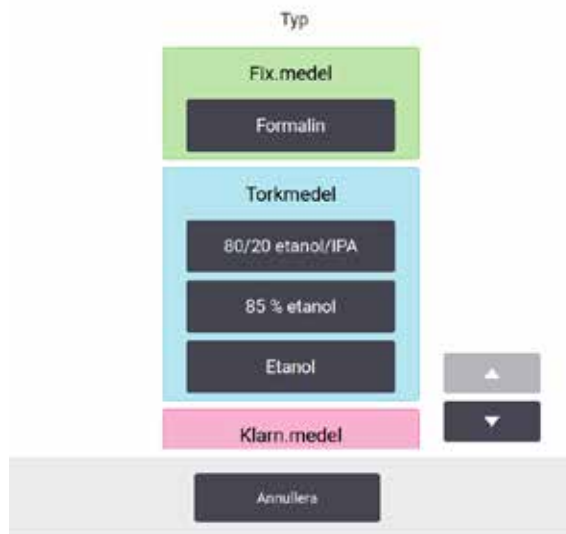 Typ
Fix.medel
Formalin
Torkmedel
80/20 etanol/IPA
85 % etanol
Etanol
Klarn.medel
Annullera